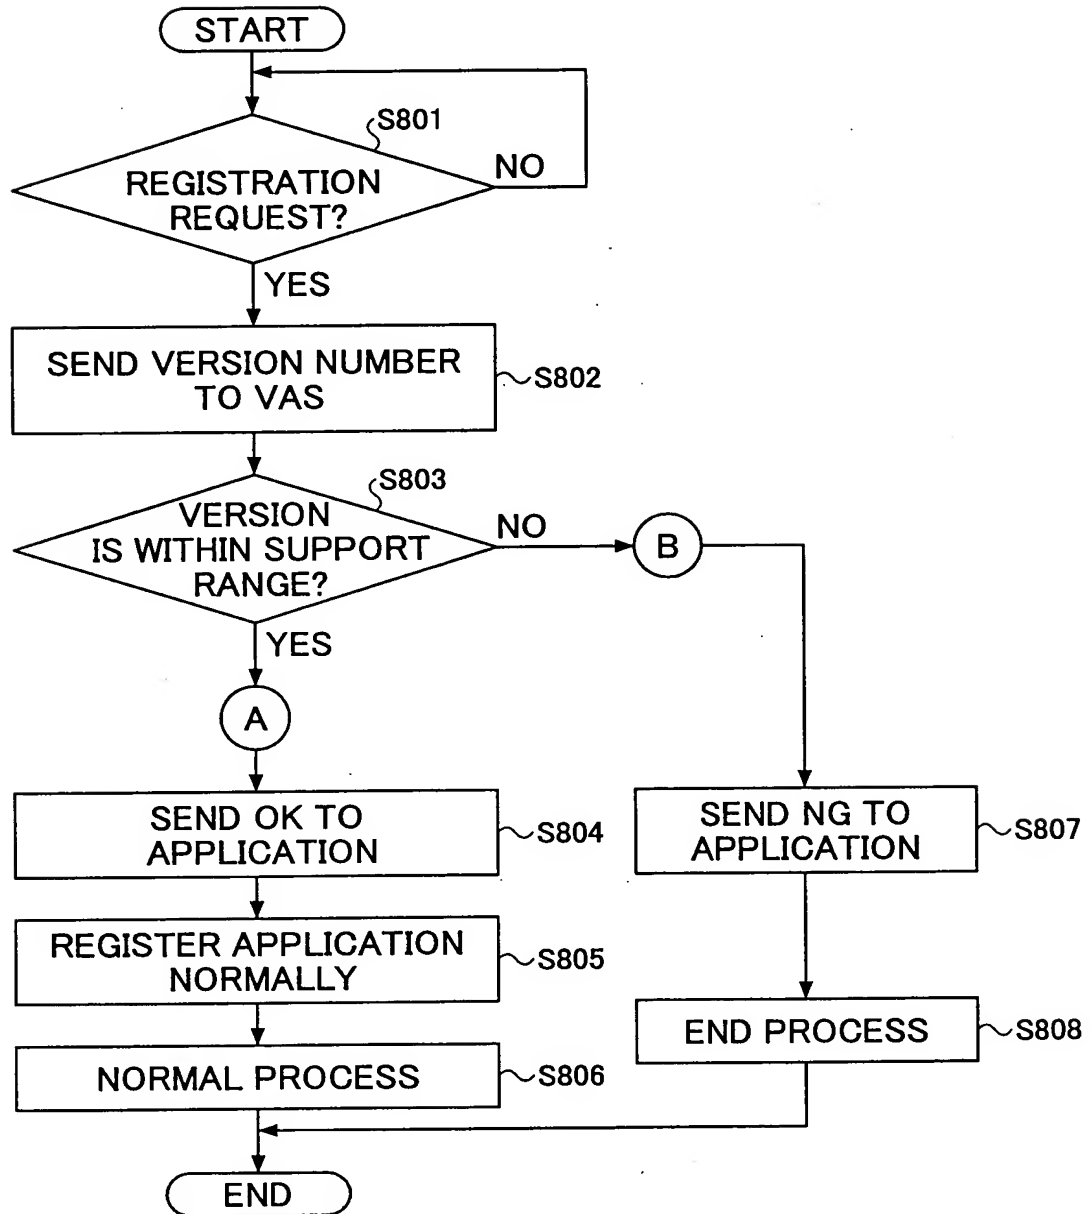 START
S801
NO
REGISTRATION
REQUEST?
YES
SEND VERSION NUMBER
TO VAS
S802
S803
VERSION
IS WITHIN SUPPORT
RANGE?
NO
B
YES
A
SEND OK TO
APPLICATION
S804
SEND NG TO
APPLICATION
S807
REGISTER APPLICATION
NORMALLY
S805
END PROCESS
S808
NORMAL PROCESS
S806
END